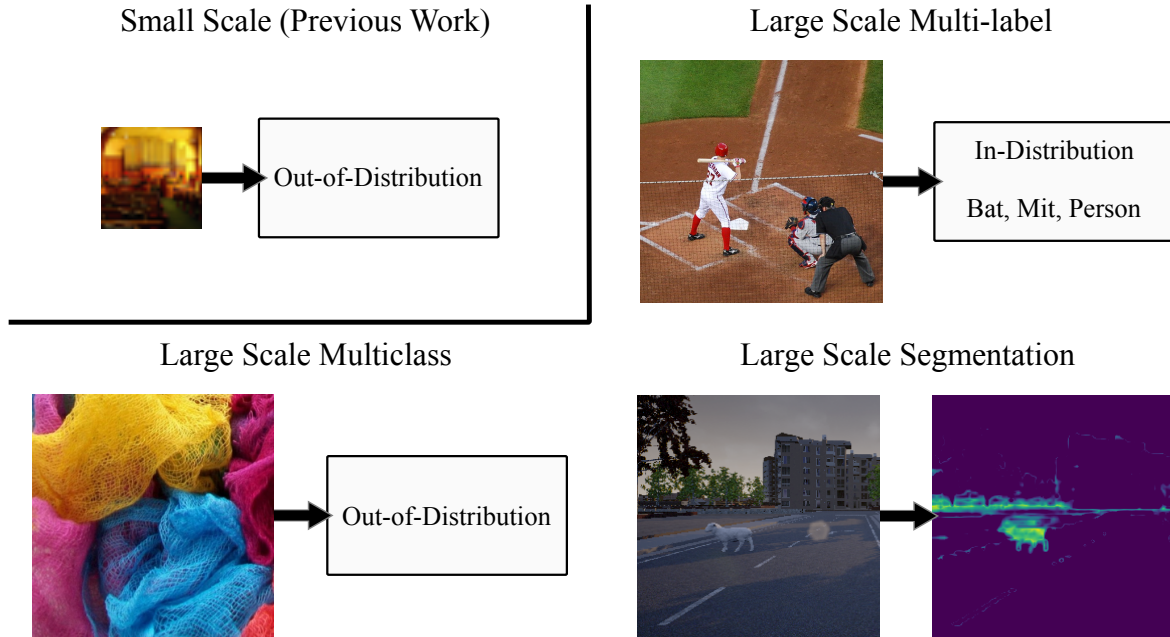 Small Scale (Previous Work)
Out-of-Distribution
Large Scale Multi-label
In-Distribution
Bat, Mit, Person
Large Scale Multiclass
Out-of-Distribution
Large Scale Segmentation